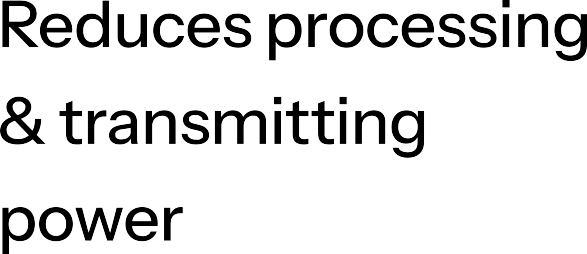 Reduces processing
& transmitting
power